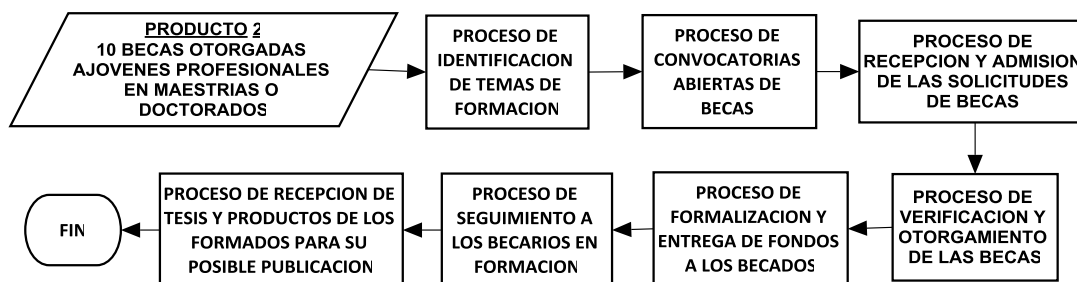 PRODUCTO 2
10 BECAS OTORGADAS
AJOVENES PROFESIONALES
EN MAESTRIAS O
DOCTORADOS
PROCESO DE
IDENTIFICACION
DE TEMAS DE
FORMACION
PROCESO DE
CONVOCATORIAS
ABIERTAS DE
BECAS
PROCESO DE
RECEPCION Y ADMISION
DE LAS SOLICITUDES
DE BECAS
PROCESO DE
VERIFICACION Y
OTORGAMIENTO
DE LAS BECAS
PROCESO DE
FORMALIZACION Y
ENTREGA DE FONDOS
A LOS BECADOS
PROCESO DE
SEGUIMIENTO A
LOS BECARIOS EN
FORMACION
PROCESO DE RECEPCION DE
TESIS Y PRODUCTOS DE LOS
FORMADOS PARA SU
POSIBLE PUBLICACION
FIN